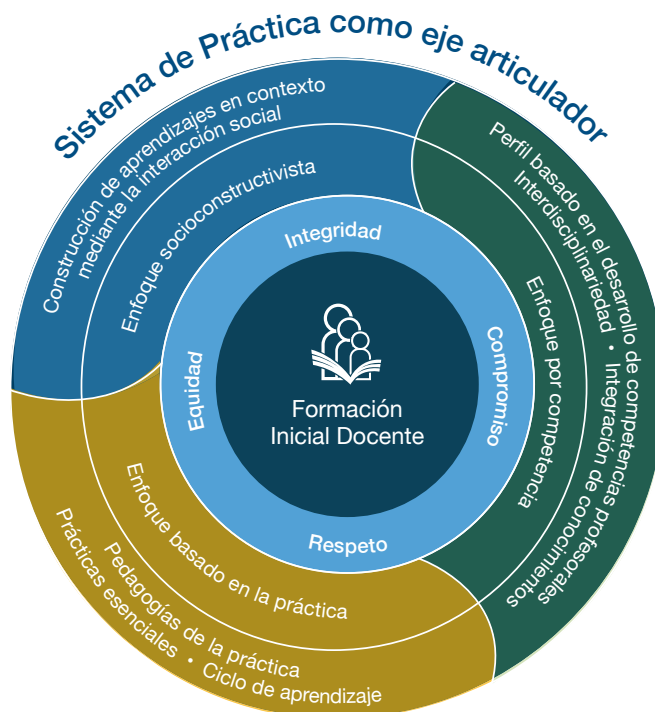 Sistema de Práctica como eje articulador
Construcción de aprendizajes en contexto
mediante la interacción social
Enfoque socioconstructivista
Perfil basado en el desarrollo de competencias profesorales
Interdisciplinariedad • Integración de conocimientos
Enfoque por competencia
Integridad
Compromiso
Equidad
Respeto
Formación
Inicial Docente
Enfoque basado en la práctica
Pedagogías de la práctica
Prácticas esenciales • Ciclo de aprendizaje